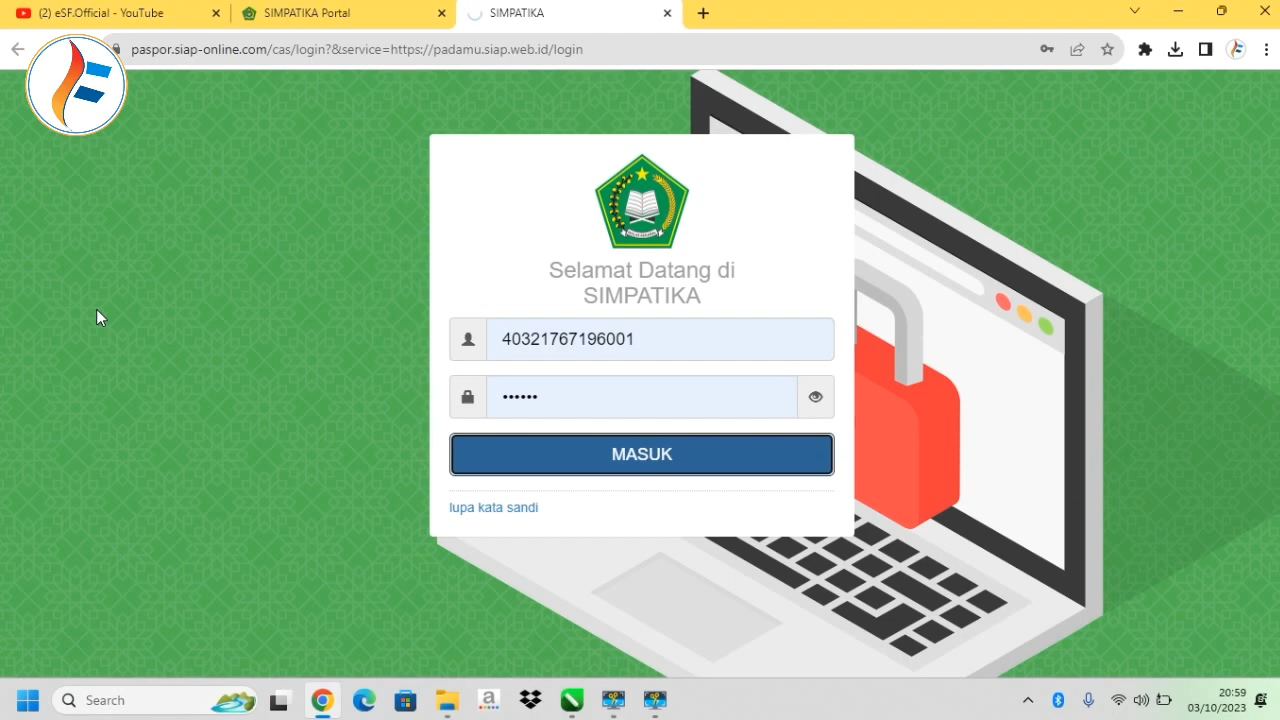 (2) eSF.Official - YouTube
SIMPATIKA Portal
SIMPATIKA
paspor.siap-online.com/cas/login?&service=https://padamu.siap.web.id/login
Selamat Datang di
SIMPATIKA
40321767196001
••••••
MASUK
lupa kata sandi
Search
a
20:59
03/10/2023